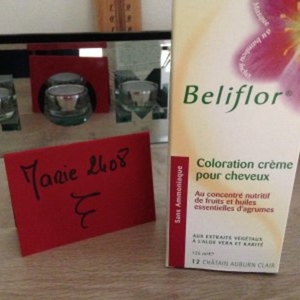 Beliflor®
Coloration crème
pour cheveux
Sans Ammoniaque
Au concentré nutritif
de fruits et huiles
essentielles d'agrumes
AUX EXTRAITS VÉGÉTAUX
D'ALOE VERA ET KARITÉ
12 CHÂTAIN AUBURN CLAIR
Marie 2408